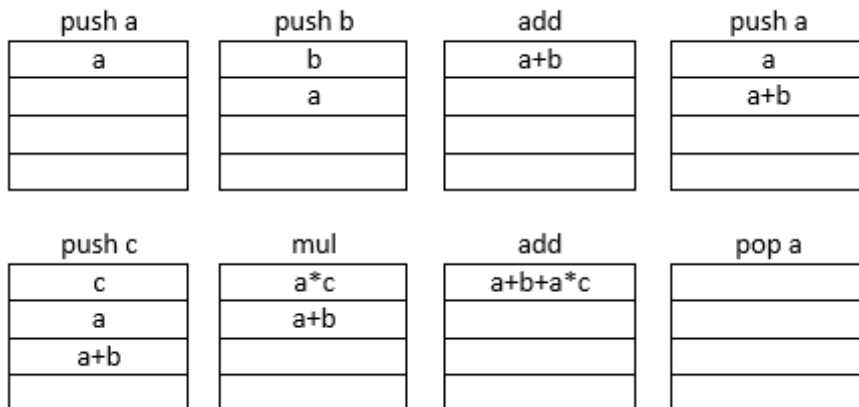 push a push b add push a
a b a+b a
a a+b
push c mul add pop a
c a*c a+b+a*c
a a+b
a+b